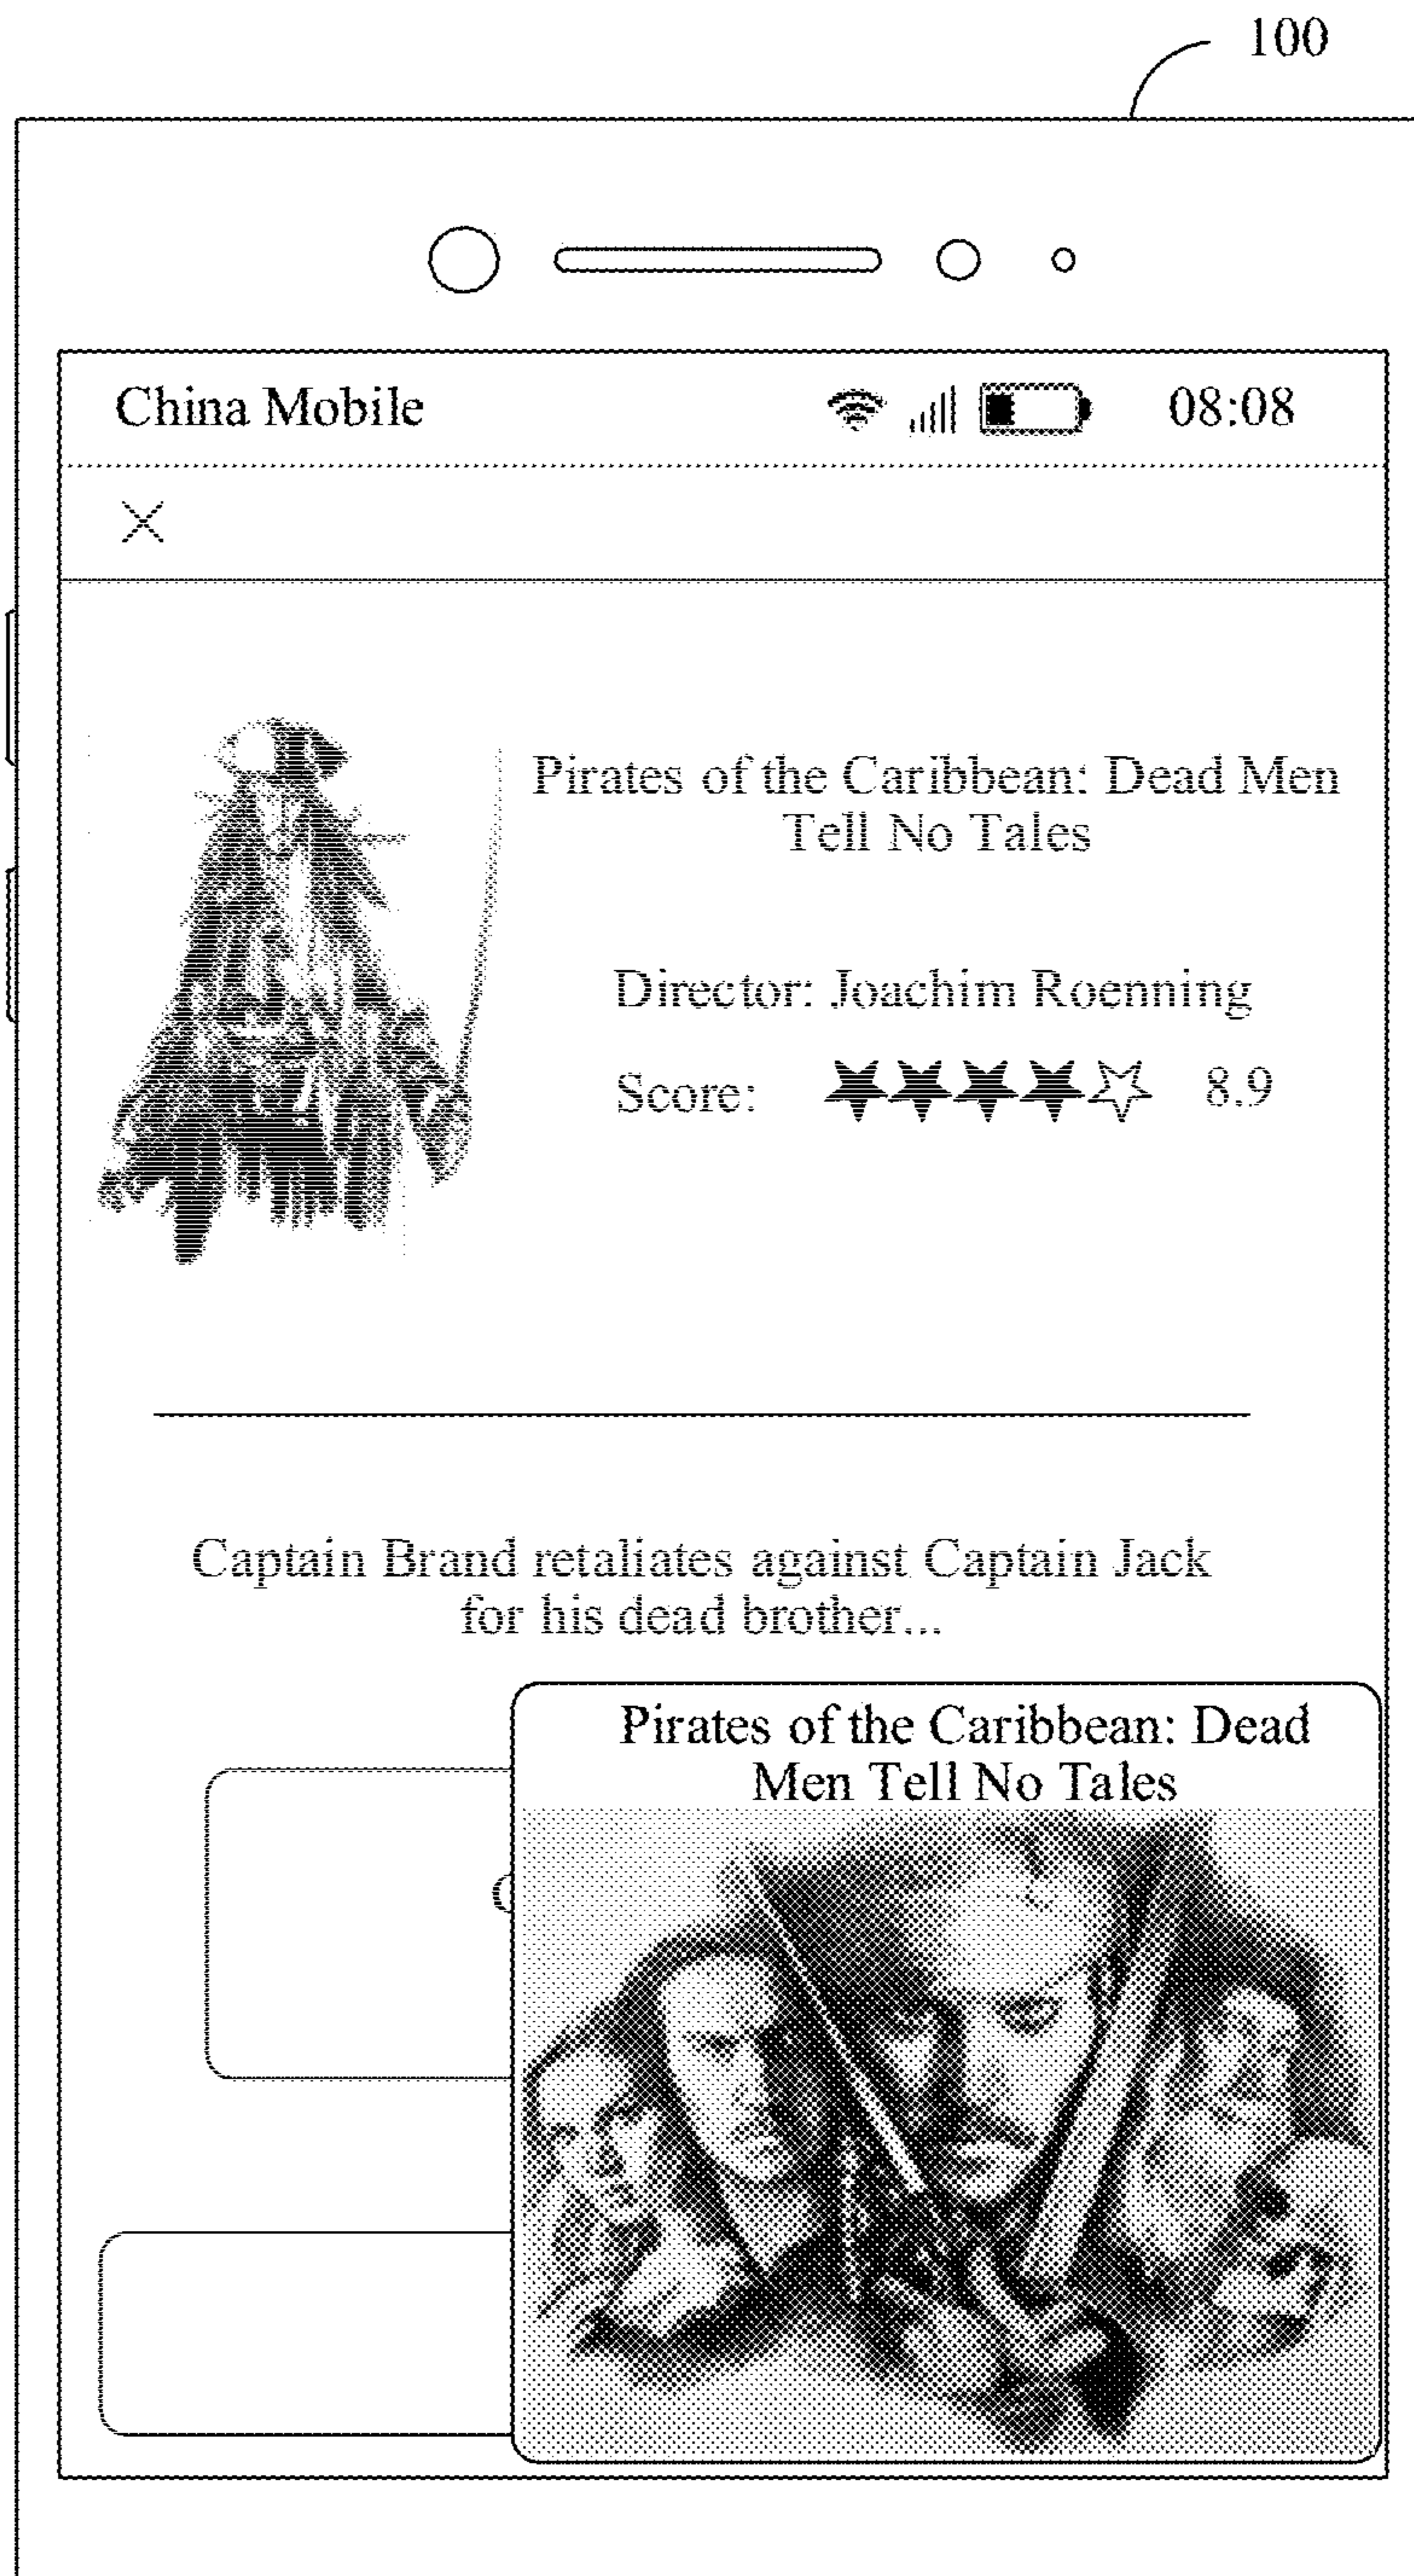 100
China Mobile 08:08
Pirates of the Caribbean: Dead Men
Tell No Tales
Director: Joachim Roenning
Score: 8.9
Captain Brand retaliates against Captain Jack
for his dead brother...
Pirates of the Caribbean: Dead
Men Tell No Tales